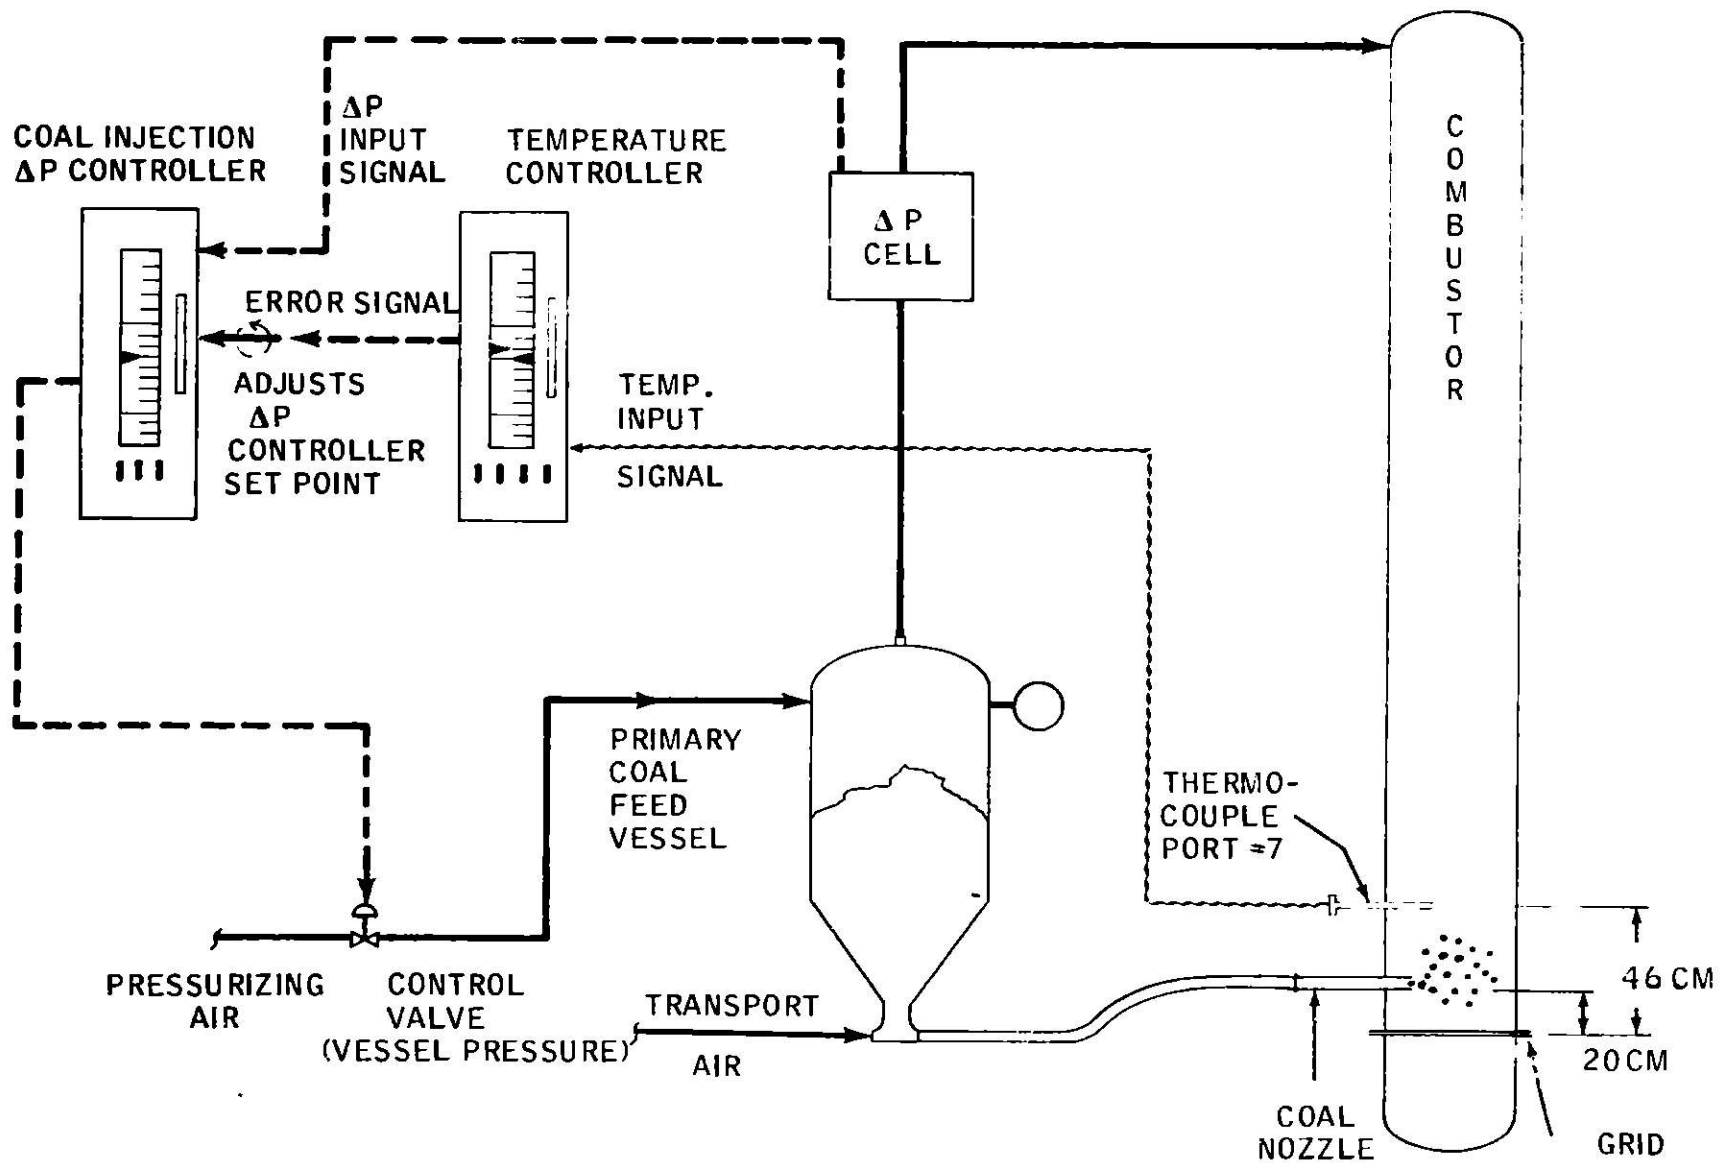 COAL INJECTION
ΔP CONTROLLER
ΔP
INPUT
SIGNAL
TEMPERATURE
CONTROLLER
Δ P
CELL
COMBUSTOR
ERROR SIGNAL
ADJUSTS
ΔP
CONTROLLER
SET POINT
TEMP.
INPUT
SIGNAL
PRIMARY
COAL
FEED
VESSEL
THERMO-
COUPLE
PORT =7
PRESSURIZING
AIR
CONTROL
VALVE
(VESSEL PRESSURE)
TRANSPORT
AIR
46 CM
20 CM
COAL
NOZZLE
GRID